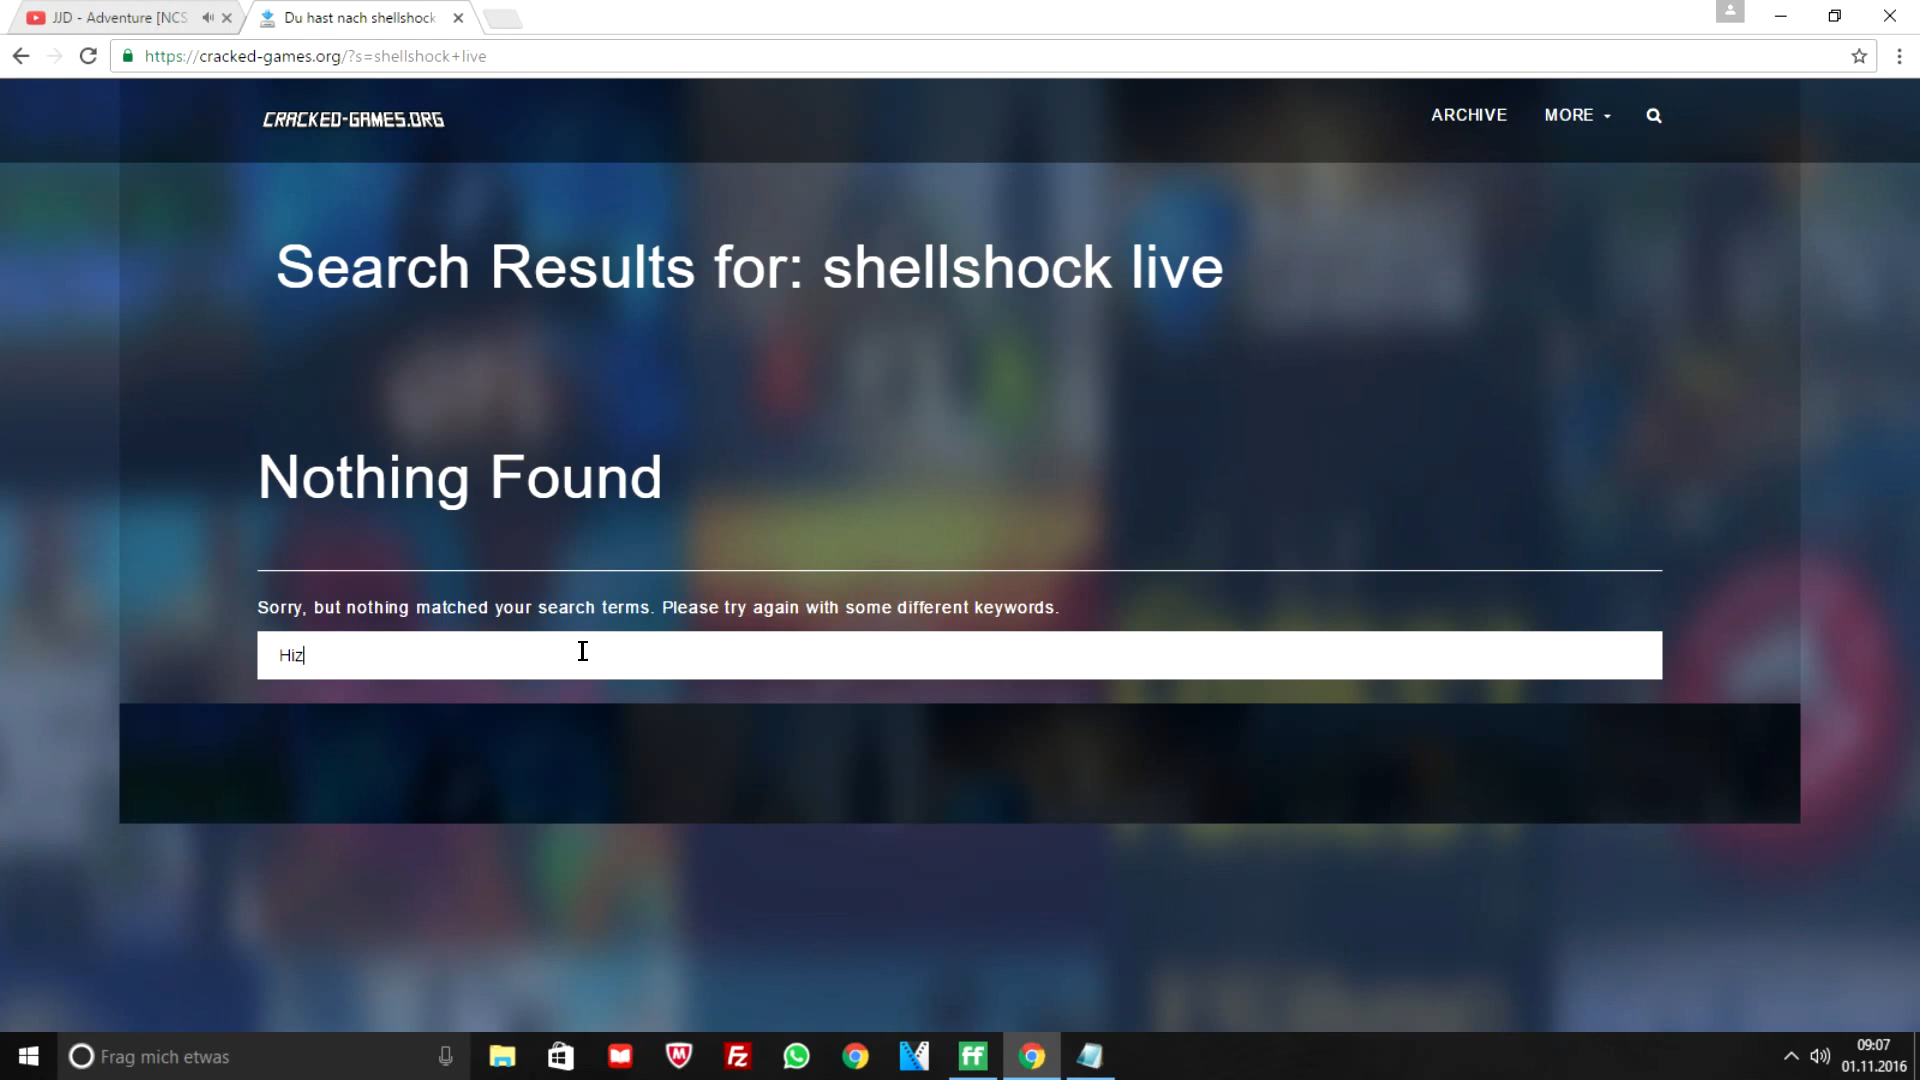 JJD - Adventure [NCS
Du hast nach shellshock
https://cracked-games.org/?s=shellshock+live
CRACKED-GAMES.ORG
ARCHIVE
MORE
Search Results for: shellshock live
Nothing Found
Sorry, but nothing matched your search terms. Please try again with some different keywords.
Hiz
Frag mich etwas
Fz
ff
09:07
01.11.2016